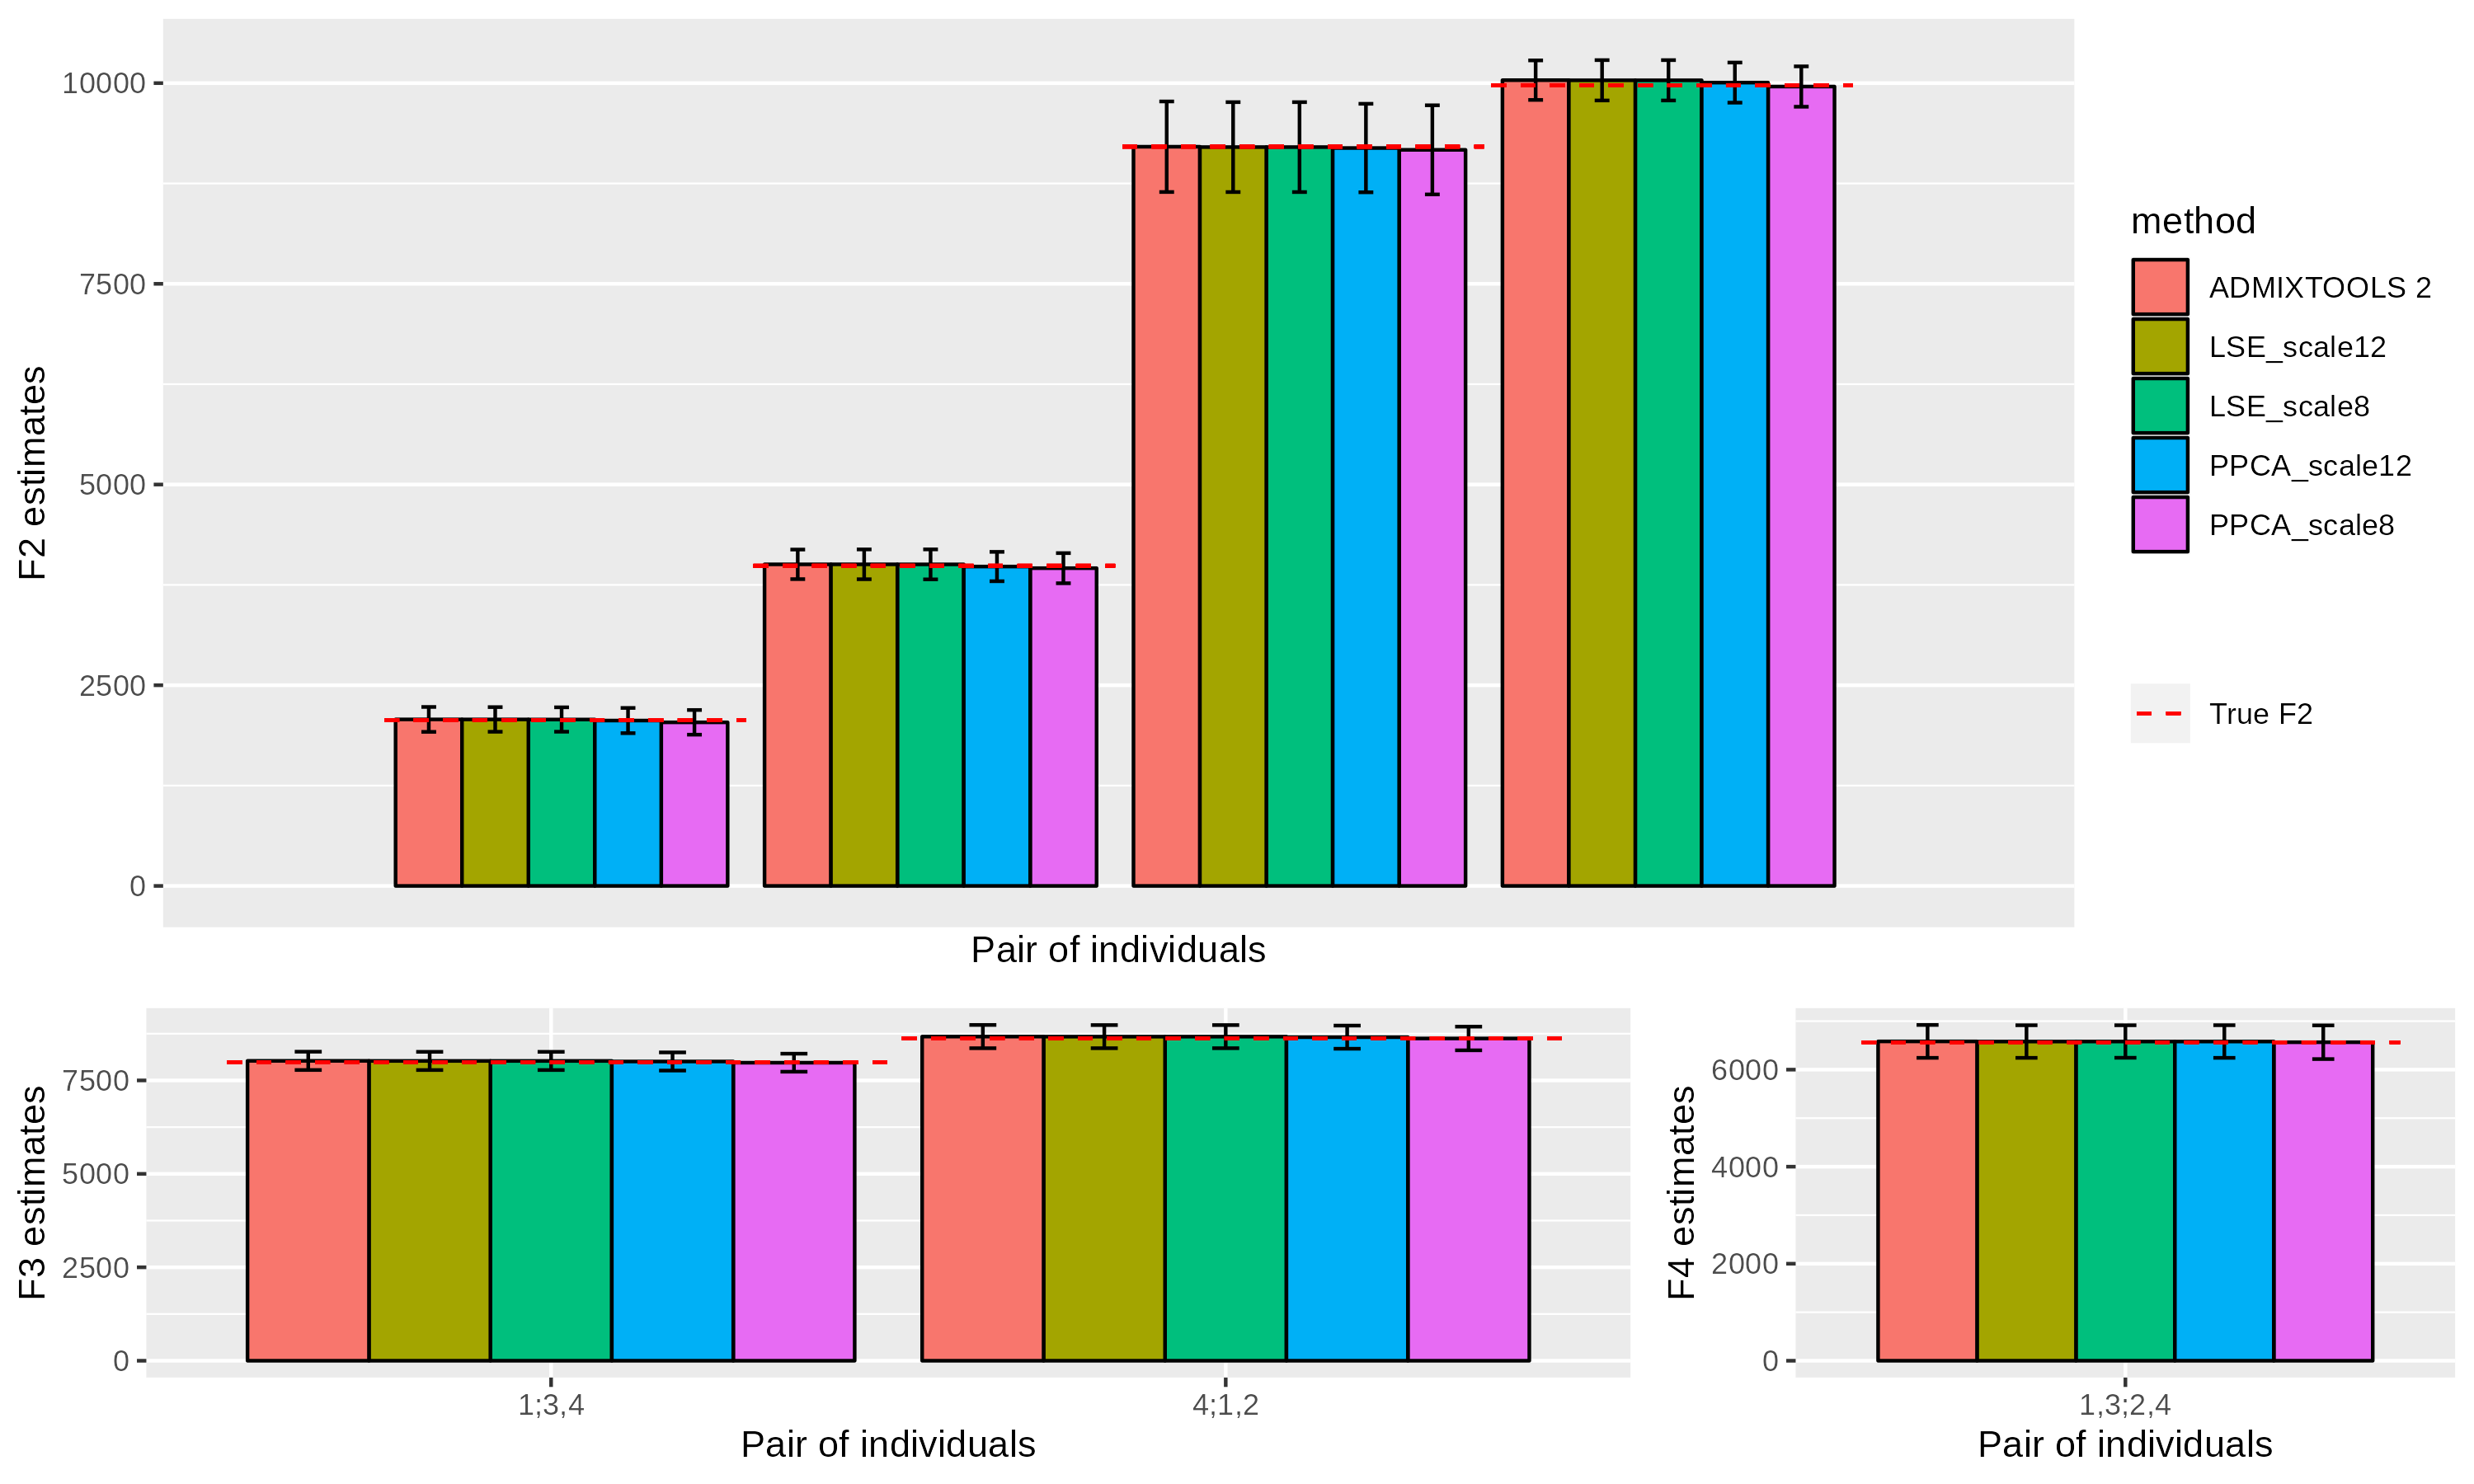 10000
7500
5000
2500
0
F2 estimates
Pair of individuals
method
ADMIXTOOLS 2
LSE_scale12
LSE_scale8
PPCA_scale12
PPCA_scale8
True F2
7500
5000
2500
0
F3 estimates
1;3,4
4;1,2
Pair of individuals
6000
4000
2000
0
F4 estimates
1,3;2,4
Pair of individuals